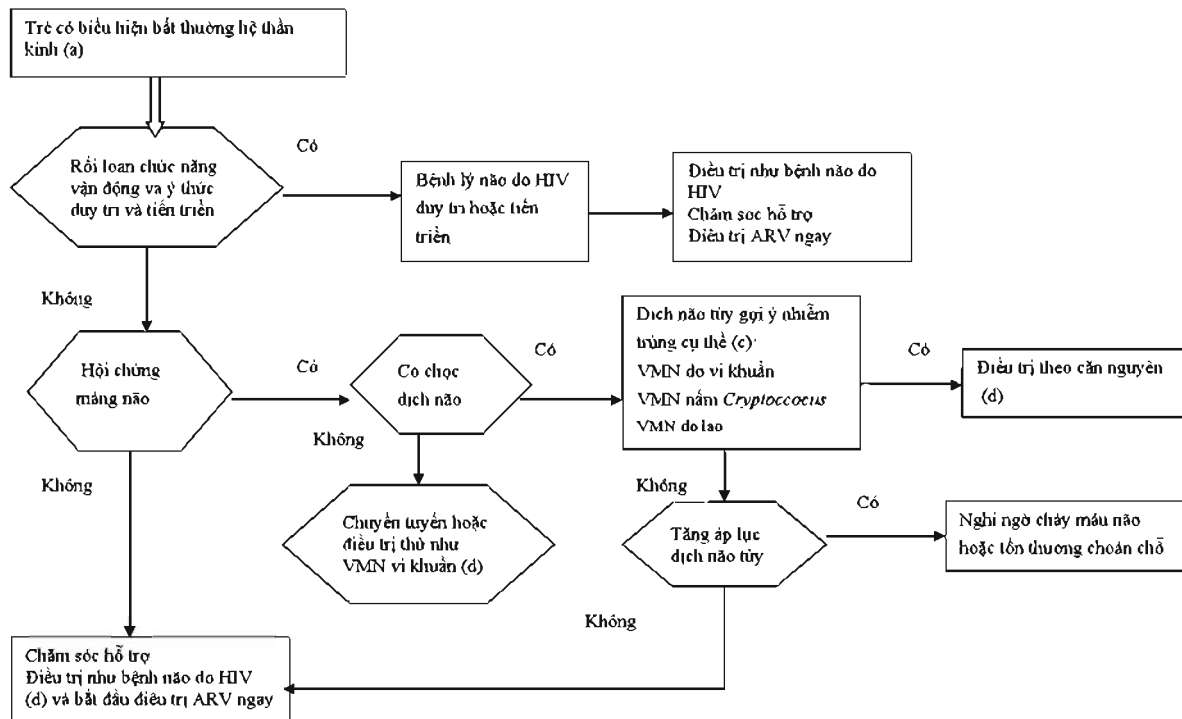 Trẻ có biểu hiện bất thường hệ thần
kinh (a)
Rối loạn chức năng
vận động và ý thức
duy trì và tiến triển
Có
Bệnh lý não do HIV
duy trì hoặc tiến
triển
Điều trị như bệnh não do
HIV
Chăm sóc hỗ trợ
Điều trị ARV ngay
Không
Hội chứng
màng não
Có
Có chọc
dịch não
Có
Dịch não tủy gợi ý nhiễm
trùng cụ thể (c):
VMN do vi khuẩn
VMN nấm Cryptoccocus
VMN do lao
Có
Điều trị theo căn nguyên
(d)
Không
Không
Không
Chuyển tuyến hoặc
điều trị thử như
VMN vi khuẩn (d)
Tăng áp lực
dịch não tủy
Có
Nghi ngờ chảy máu não
hoặc tổn thương choán chỗ
Không
Chăm sóc hỗ trợ
Điều trị như bệnh não do HIV
(d) và bắt đầu điều trị ARV ngay